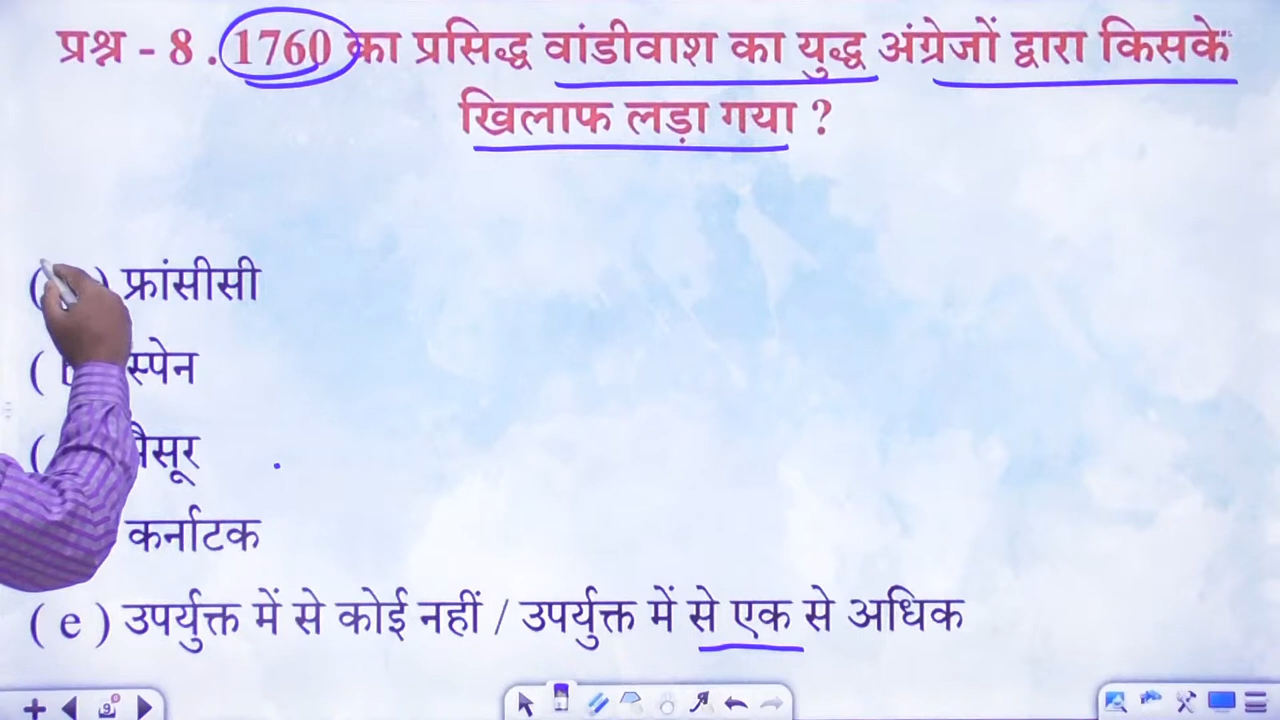 प्रश्न - 8 . 1760 का प्रसिद्ध वांडीवाश का युद्ध अंग्रेजों द्वारा किसके
खिलाफ लड़ा गया ?
( ) फ्रांसीसी
( स्पेन
( मैसूर
कर्नाटक
( e ) उपर्युक्त में से कोई नहीं / उपर्युक्त में से एक से अधिक